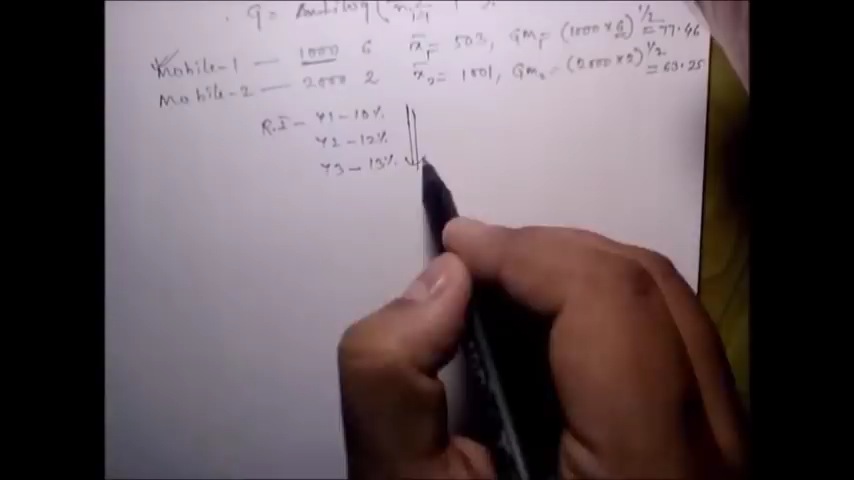 G = Antilog(
Mobile-1 — 1000 6 x̄₁ = 503, GM₁ = (1000×6)^1/2 = 77.46
Mobile-2 — 2000 2 x̄₂ = 1001, GM₂ = (2000×2)^1/2 = 63.25
R.I — Y1 — 10%
Y2 — 12%
Y3 — 13%